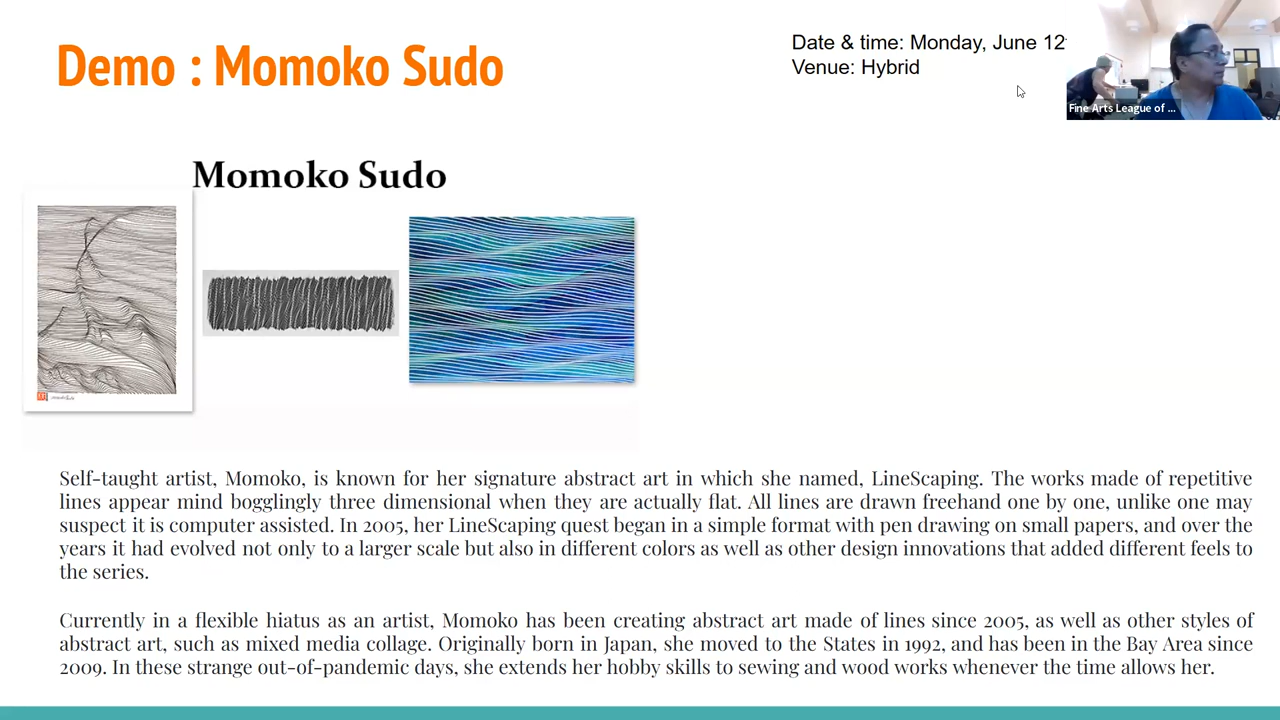 Demo : Momoko Sudo
Date & time: Monday, June 12
Venue: Hybrid
Fine Arts League of ...
Momoko Sudo
Self-taught artist, Momoko, is known for her signature abstract art in which she named, LineScaping. The works made of repetitive
lines appear mind bogglingly three dimensional when they are actually flat. All lines are drawn freehand one by one, unlike one may
suspect it is computer assisted. In 2005, her LineScaping quest began in a simple format with pen drawing on small papers, and over the
years it had evolved not only to a larger scale but also in different colors as well as other design innovations that added different feels to
the series.
Currently in a flexible hiatus as an artist, Momoko has been creating abstract art made of lines since 2005, as well as other styles of
abstract art, such as mixed media collage. Originally born in Japan, she moved to the States in 1992, and has been in the Bay Area since
2009. In these strange out-of-pandemic days, she extends her hobby skills to sewing and wood works whenever the time allows her.